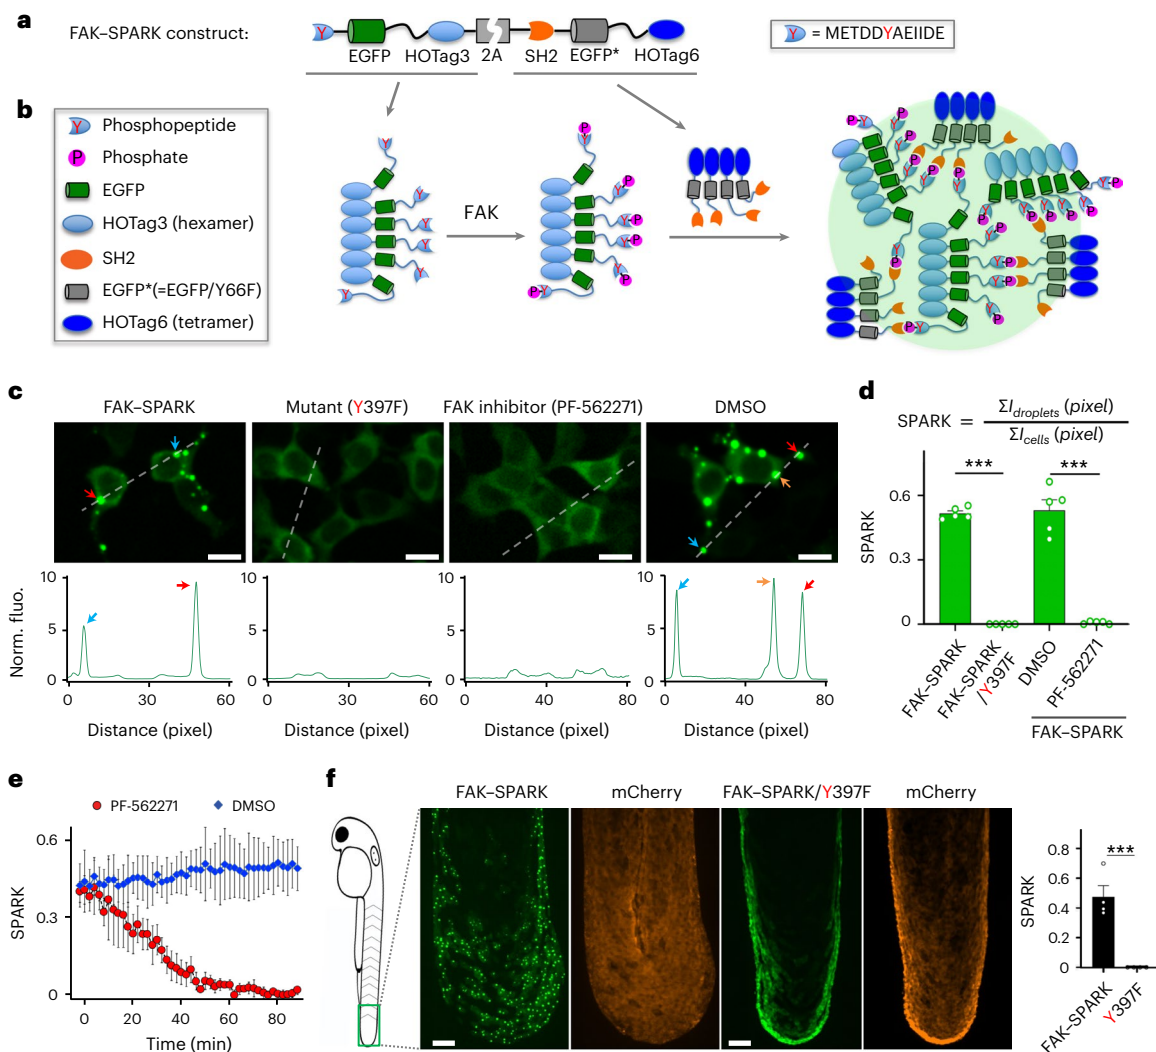 a
FAK–SPARK construct:
Y
EGFP HOTag3 2A SH2 EGFP* HOTag6
Y = METDDYAEIIDE
b
Y Phosphopeptide
P Phosphate
EGFP
HOTag3 (hexamer)
SH2
EGFP*(=EGFP/Y66F)
HOTag6 (tetramer)
FAK
c
FAK–SPARK Mutant (Y397F) FAK inhibitor (PF-562271) DMSO
Norm. fluo.
10
5
0
0 30 60
Distance (pixel)
10
5
0
0 30 60
Distance (pixel)
10
5
0
0 40 80
Distance (pixel)
10
5
0
0 40 80
Distance (pixel)
d
SPARK = ΣIdroplets (pixel)
ΣIcells (pixel)
*** ***
SPARK
0.6
0.3
0
FAK–SPARK
FAK–SPARK
/Y397F
DMSO
PF-562271
FAK–SPARK
e
PF-562271 DMSO
SPARK
0.6
0.3
0
0 20 40 60 80
Time (min)
f
FAK–SPARK mCherry FAK–SPARK/Y397F mCherry
SPARK
***
0.8
0.6
0.4
0.2
0
FAK–SPARK
Y397F